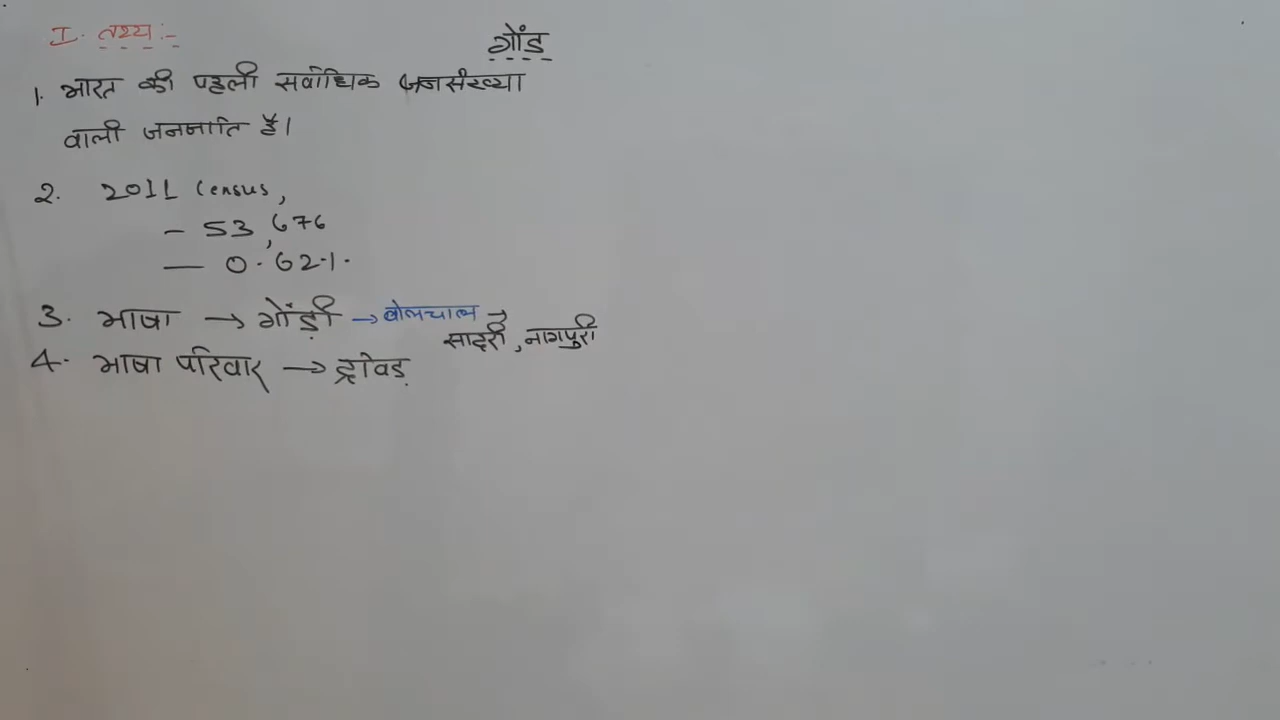 I. तथ्य :-
गोंड
1. भारत की पहली सर्वाधिक जनसंख्या
वाली जनजाति है।
2. 2011 Census,
- 53,676
- 0.62%
3. भाषा → गोंड़ी → बोलचाल →
सादरी, नागपुरी
4. भाषा परिवार → द्रविड़